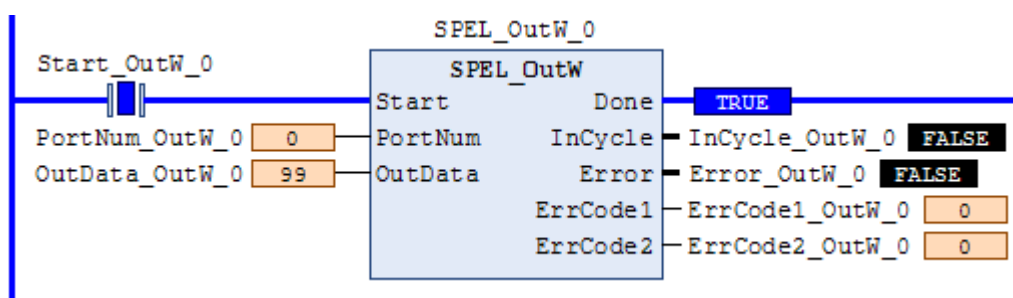 SPEL_OutW_0
Start_OutW_0 SPEL_OutW
Start Done TRUE
PortNum_OutW_0 0 PortNum InCycle InCycle_OutW_0 FALSE
OutData_OutW_0 99 OutData Error Error_OutW_0 FALSE
ErrCode1 ErrCode1_OutW_0 0
ErrCode2 ErrCode2_OutW_0 0